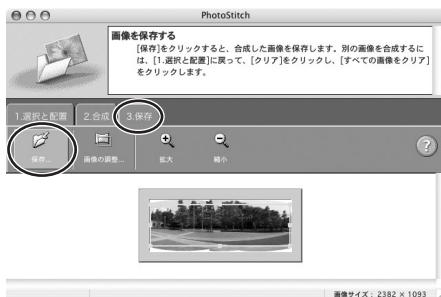 PhotoStitch
画像を保存する
[保存]をクリックすると、合成した画像を保存します。別の画像を合成するに
は、[1.選択と配置]に戻って、[クリア]をクリックし、[すべての画像をクリア]
をクリックします。
1.選択と配置 2.合成 3.保存
保存... 画像の調整... 拡大 縮小 ?
画像サイズ: 2382 × 1093